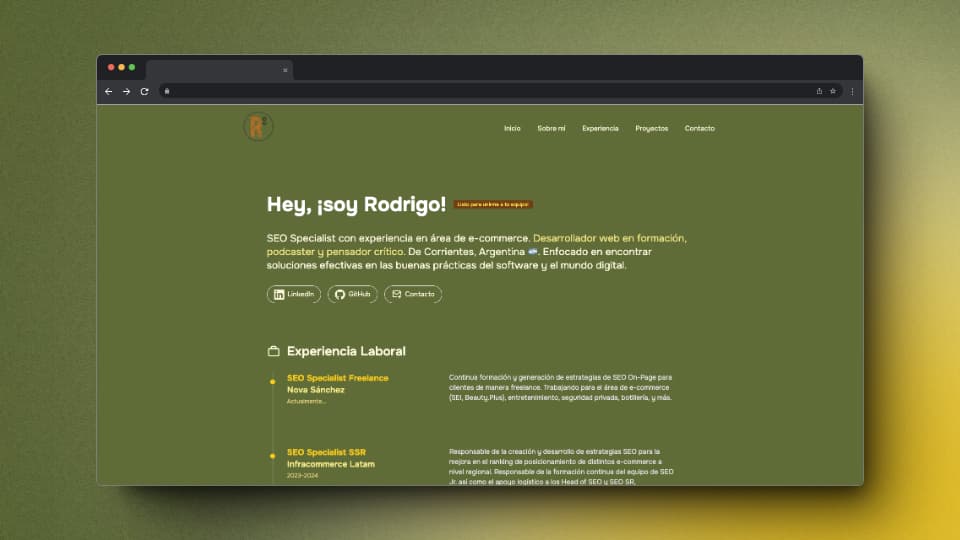 R
Inicio Sobre mí Experiencia Proyectos Contacto
Hey, ¡soy Rodrigo! Listo para unirme a tu equipo!
SEO Specialist con experiencia en área de e-commerce. Desarrollador web en formación,
podcaster y pensador crítico. De Corrientes, Argentina 🇦🇷. Enfocado en encontrar
soluciones efectivas en las buenas prácticas del software y el mundo digital.
LinkedIn GitHub Contacto
Experiencia Laboral
SEO Specialist Freelance
Nova Sánchez
Actualmente...
Continua formación y generación de estrategias de SEO On-Page para
clientes de manera freelance. Trabajando para el área de e-commerce
(SEI, Beauty.Plus), entretenimiento, seguridad privada, botillería, y más.
SEO Specialist SSR
Infracommerce Latam
2023-2024
Responsable de la creación y desarrollo de estrategias SEO para la
mejora en el ranking de posicionamiento de distintos e-commerce a
nivel regional. Responsable de la formación continua del equipo de SEO
Jr. así como el apoyo logístico a los Head of SEO y SEO SR,